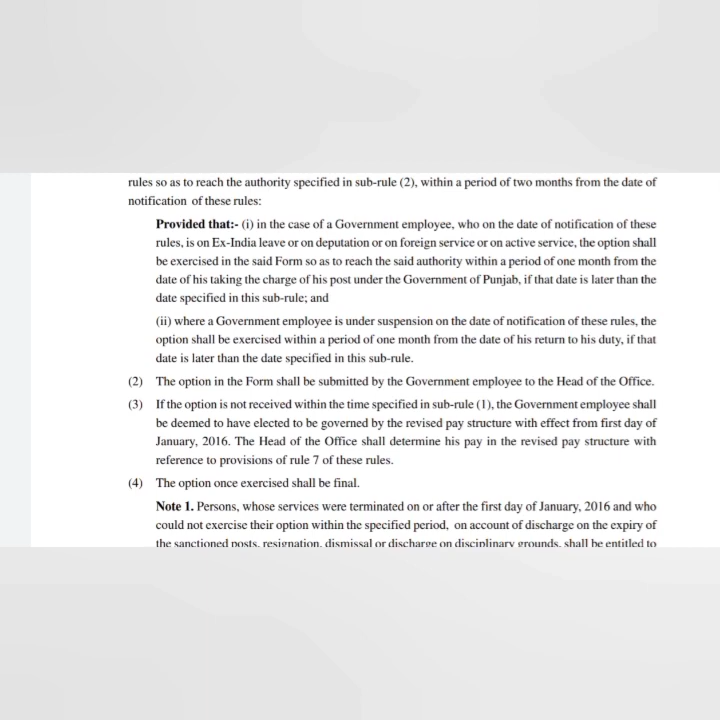 rules so as to reach the authority specified in sub-rule (2), within a period of two months from the date of
notification of these rules:
Provided that:- (i) in the case of a Government employee, who on the date of notification of these
rules, is on Ex-India leave or on deputation or on foreign service or on active service, the option shall
be exercised in the said Form so as to reach the said authority within a period of one month from the
date of his taking the charge of his post under the Government of Punjab, if that date is later than the
date specified in this sub-rule; and
(ii) where a Government employee is under suspension on the date of notification of these rules, the
option shall be exercised within a period of one month from the date of his return to his duty, if that
date is later than the date specified in this sub-rule.
(2) The option in the Form shall be submitted by the Government employee to the Head of the Office.
(3) If the option is not received within the time specified in sub-rule (1), the Government employee shall
be deemed to have elected to be governed by the revised pay structure with effect from first day of
January, 2016. The Head of the Office shall determine his pay in the revised pay structure with
reference to provisions of rule 7 of these rules.
(4) The option once exercised shall be final.
Note 1. Persons, whose services were terminated on or after the first day of January, 2016 and who
could not exercise their option within the specified period, on account of discharge on the expiry of
the sanctioned posts, resignation, dismissal or discharge on disciplinary grounds, shall be entitled to